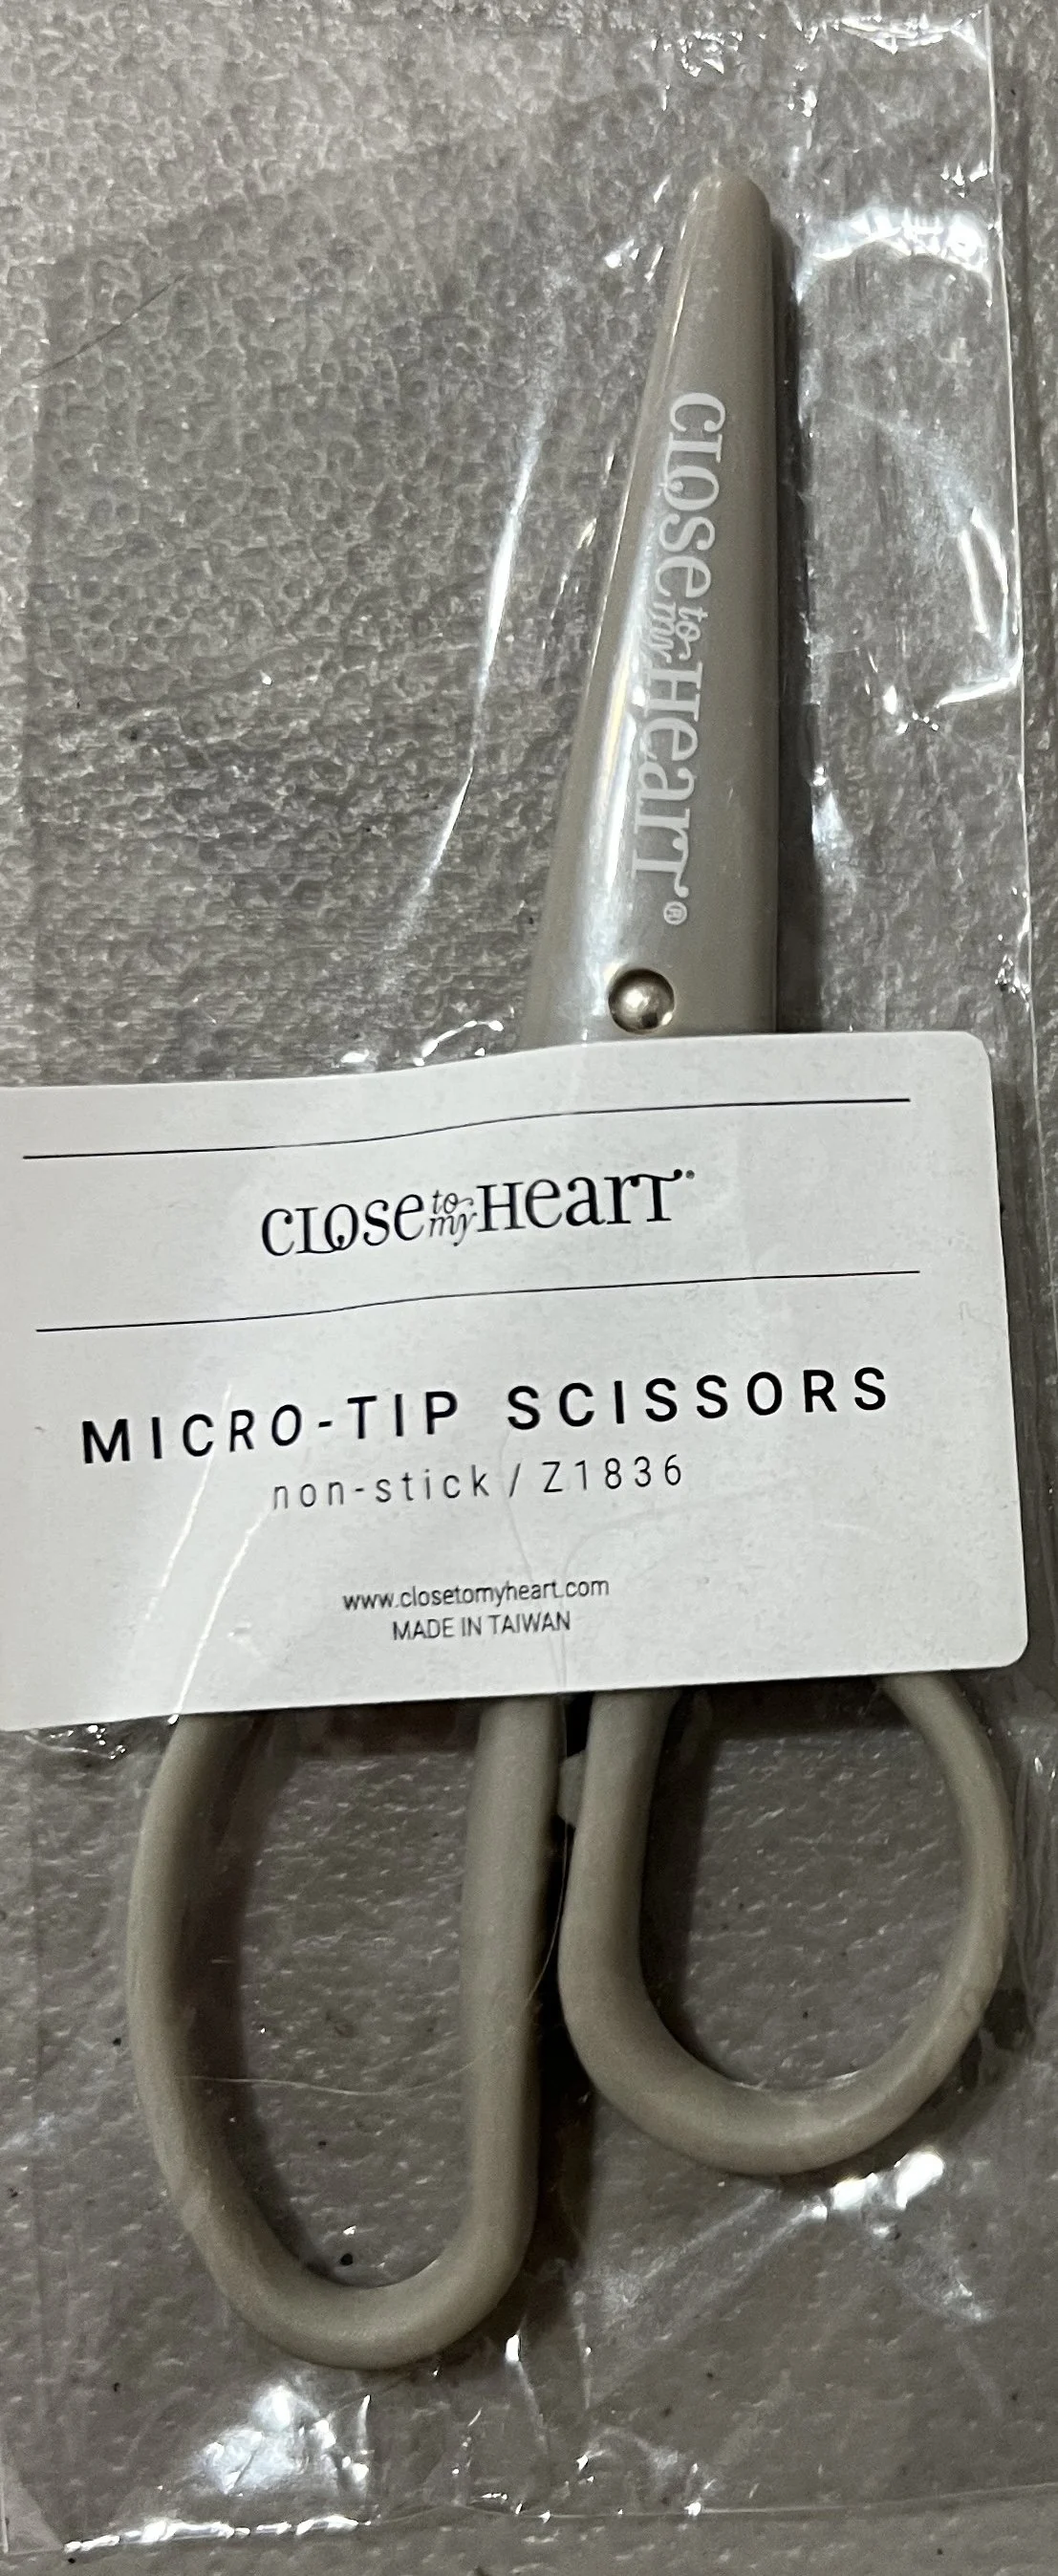 CLOSE to my HEART®
CLOSE to my HEART®
MICRO-TIP SCISSORS
non-stick / Z1836
www.closetomyheart.com
MADE IN TAIWAN